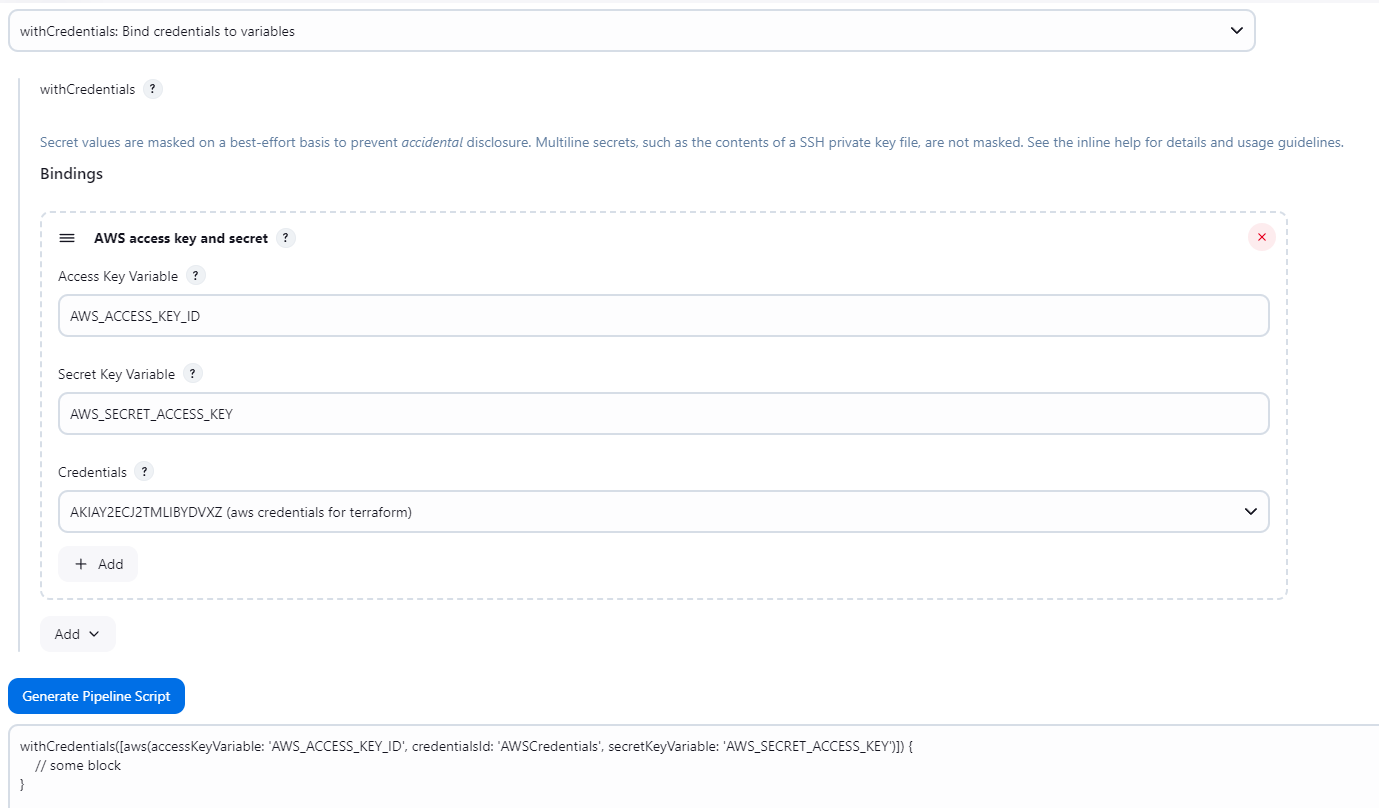 withCredentials: Bind credentials to variables
withCredentials ?
Secret values are masked on a best-effort basis to prevent accidental disclosure. Multiline secrets, such as the contents of a SSH private key file, are not masked. See the inline help for details and usage guidelines.
Bindings
AWS access key and secret ?
Access Key Variable ?
AWS_ACCESS_KEY_ID
Secret Key Variable ?
AWS_SECRET_ACCESS_KEY
Credentials ?
AKIAY2ECJ2TMLIBYDVXZ (aws credentials for terraform)
+ Add
Add
Generate Pipeline Script
withCredentials([aws(accessKeyVariable: 'AWS_ACCESS_KEY_ID', credentialsId: 'AWSCredentials', secretKeyVariable: 'AWS_SECRET_ACCESS_KEY')]) {
// some block
}